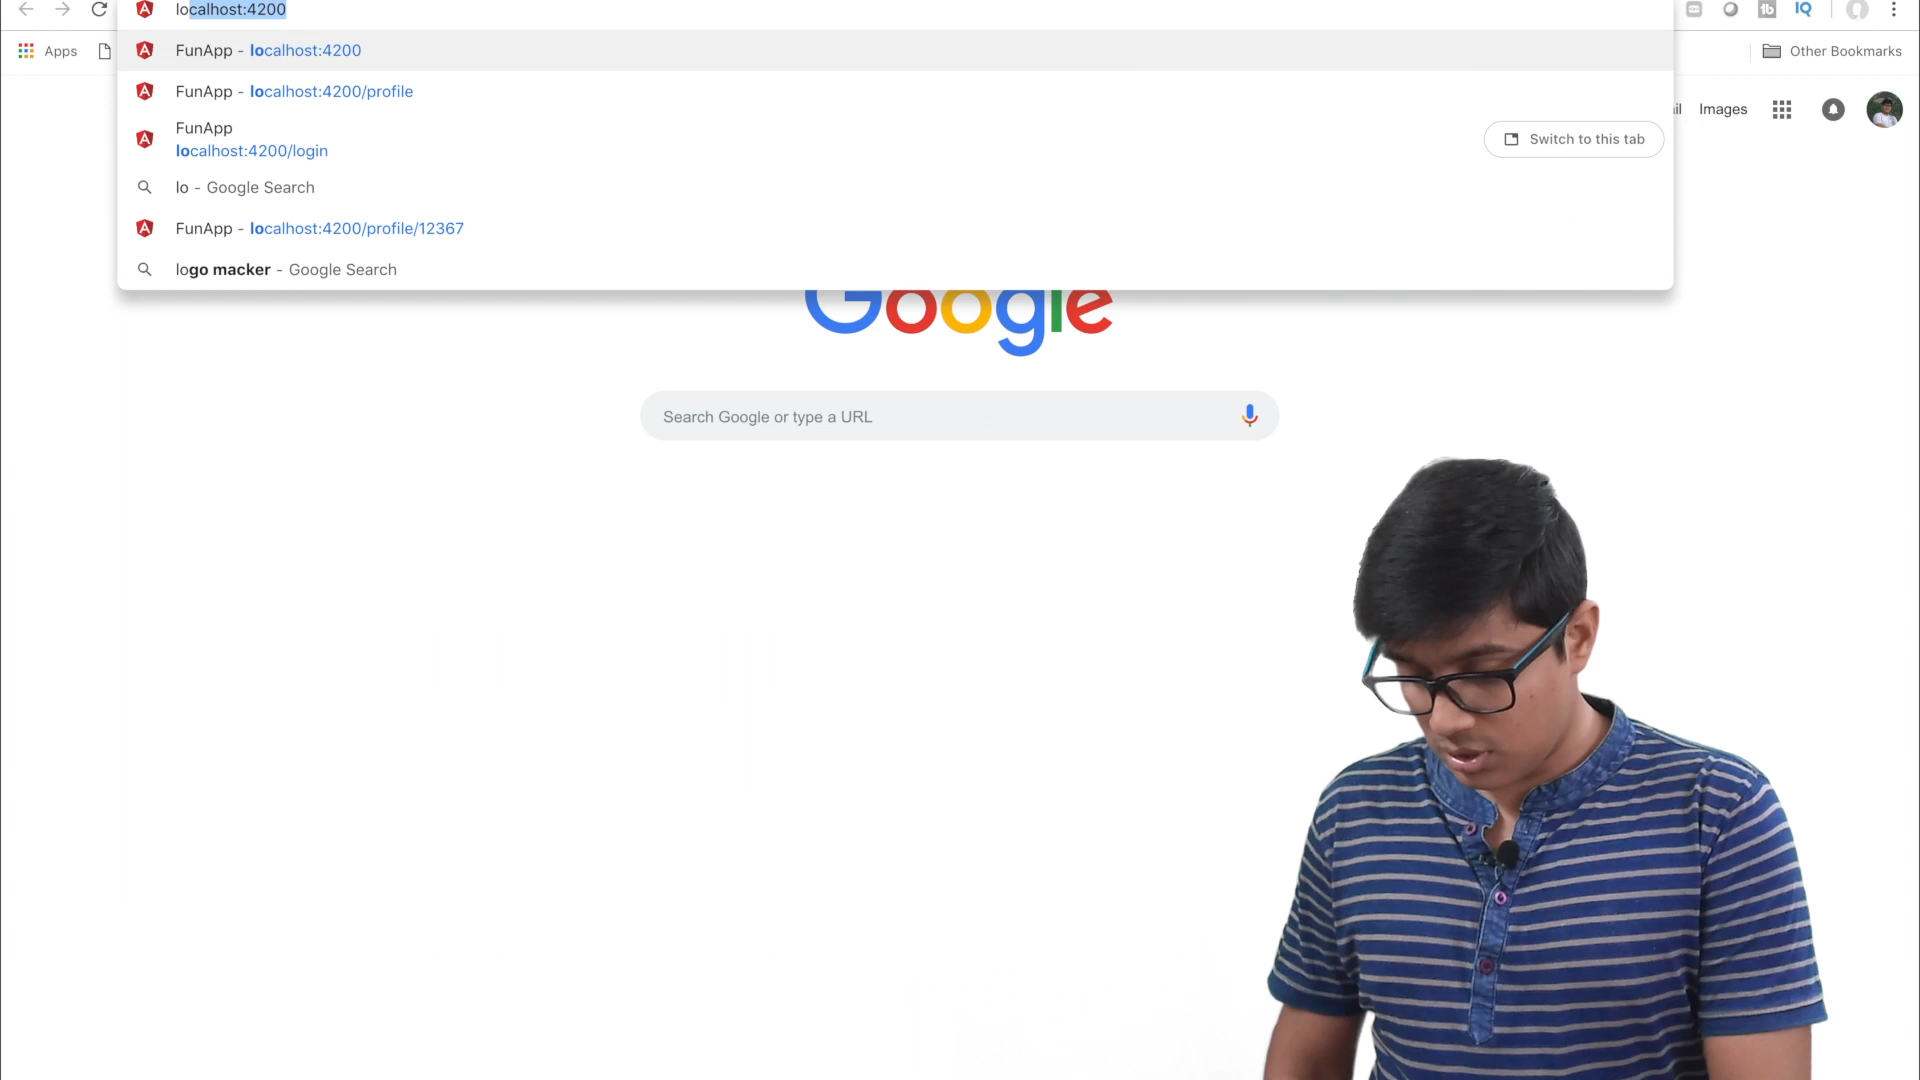 localhost:4200
Apps
FunApp - localhost:4200
Other Bookmarks
FunApp - localhost:4200/profile
il Images
FunApp
localhost:4200/login
Switch to this tab
lo - Google Search
FunApp - localhost:4200/profile/12367
logo macker - Google Search
Google
Search Google or type a URL
tb
IQ